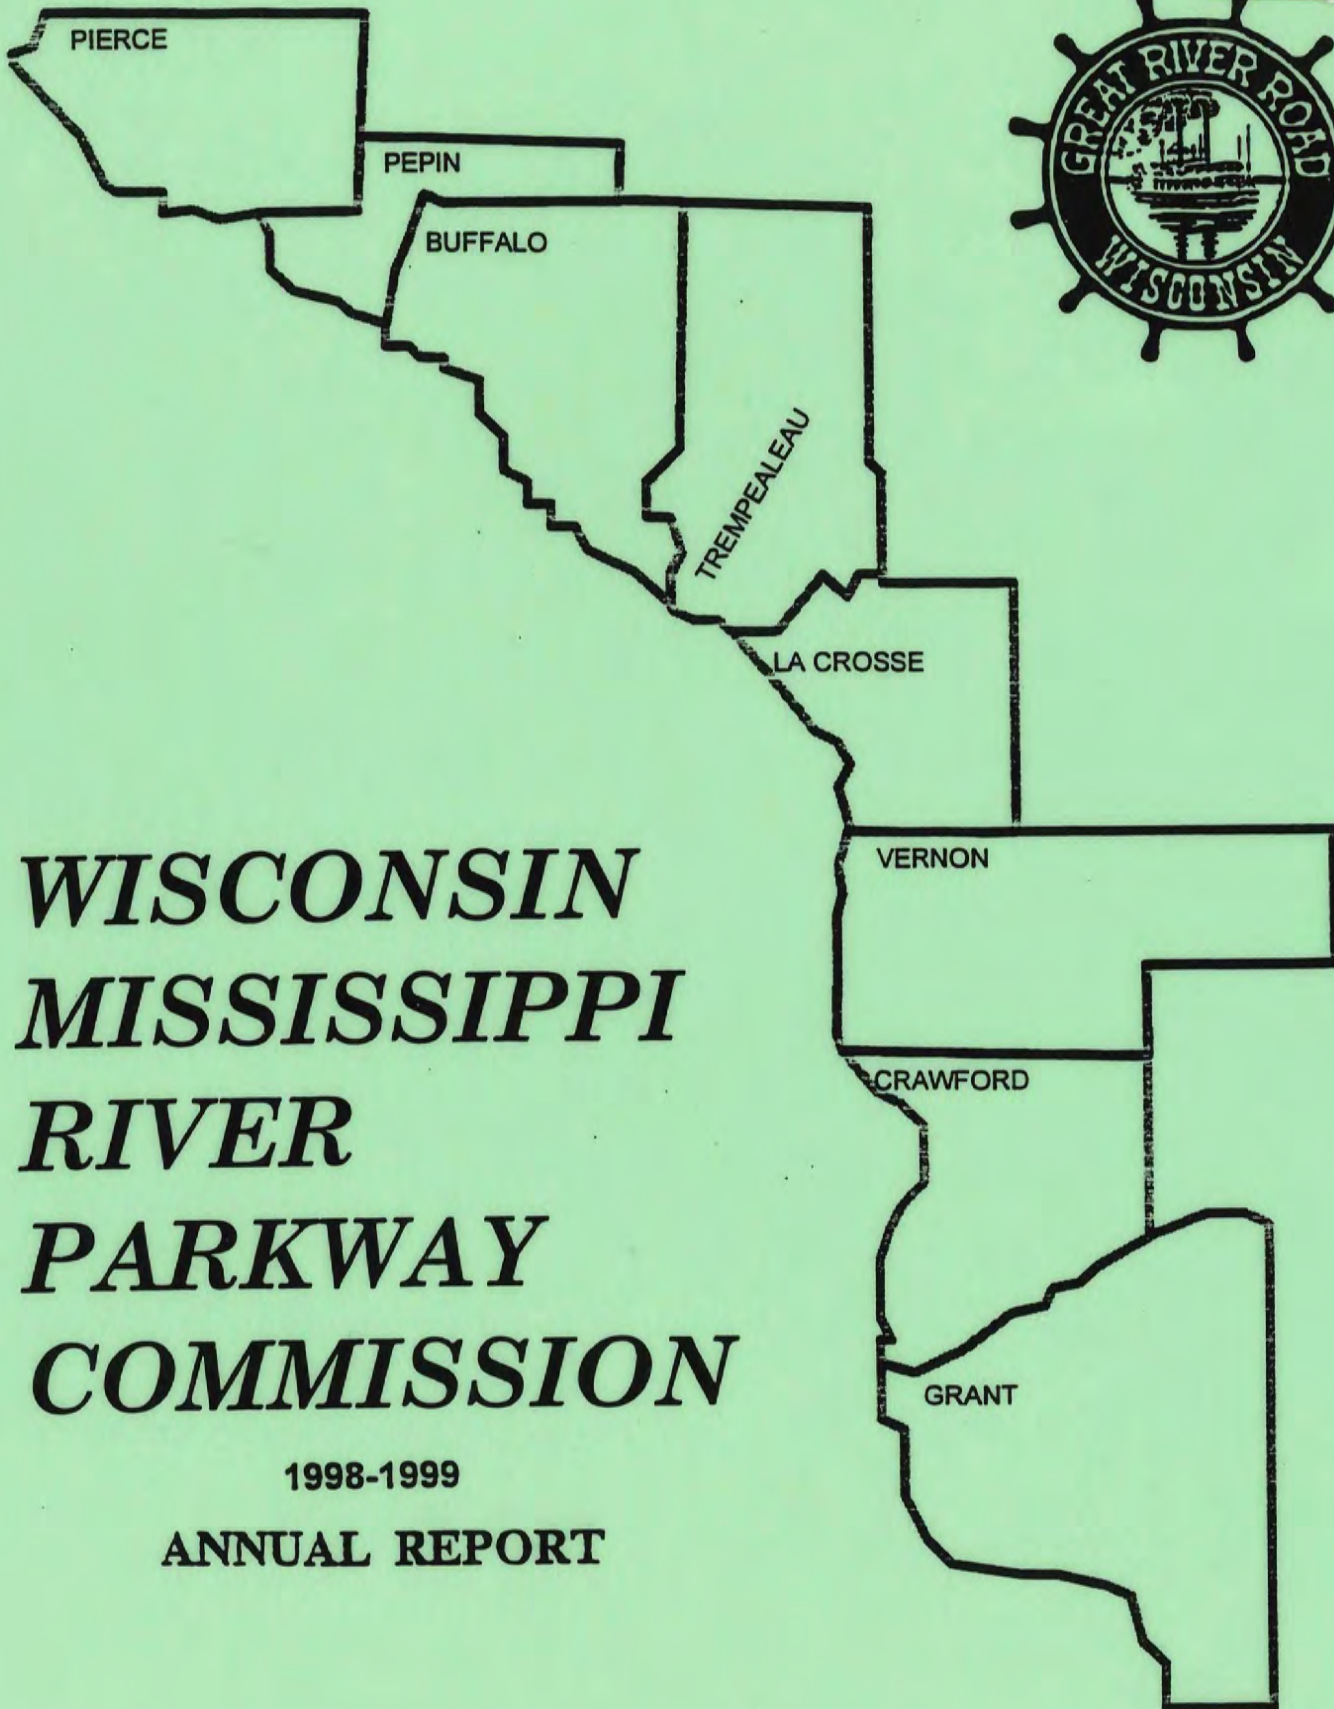 PIERCE
GREAT RIVER ROAD
WISCONSIN
PEPIN
BUFFALO
TREMPEALEAU
LA CROSSE
VERNON
CRAWFORD
GRANT
WISCONSIN
MISSISSIPPI
RIVER
PARKWAY
COMMISSION
1998-1999
ANNUAL REPORT